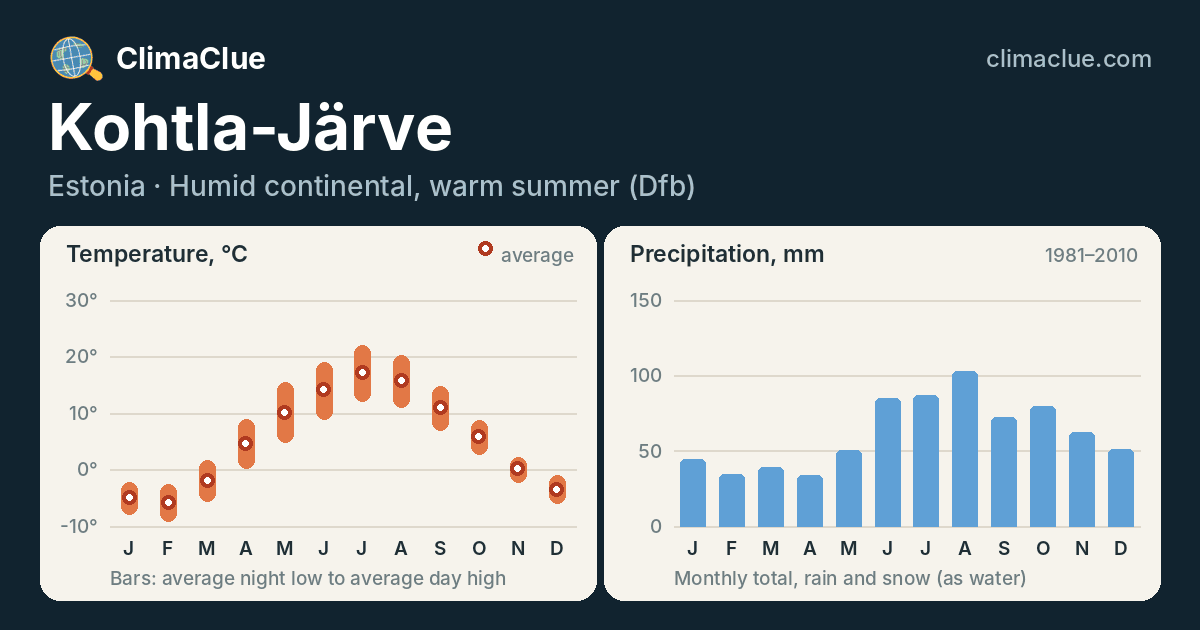 ClimaClue
climaclue.com
Kohtla-Järve
Estonia · Humid continental, warm summer (Dfb)
Temperature, °C
average
30°
20°
10°
0°
-10°
J F M A M J J A S O N D
Bars: average night low to average day high
Precipitation, mm
1981–2010
150
100
50
0
J F M A M J J A S O N D
Monthly total, rain and snow (as water)